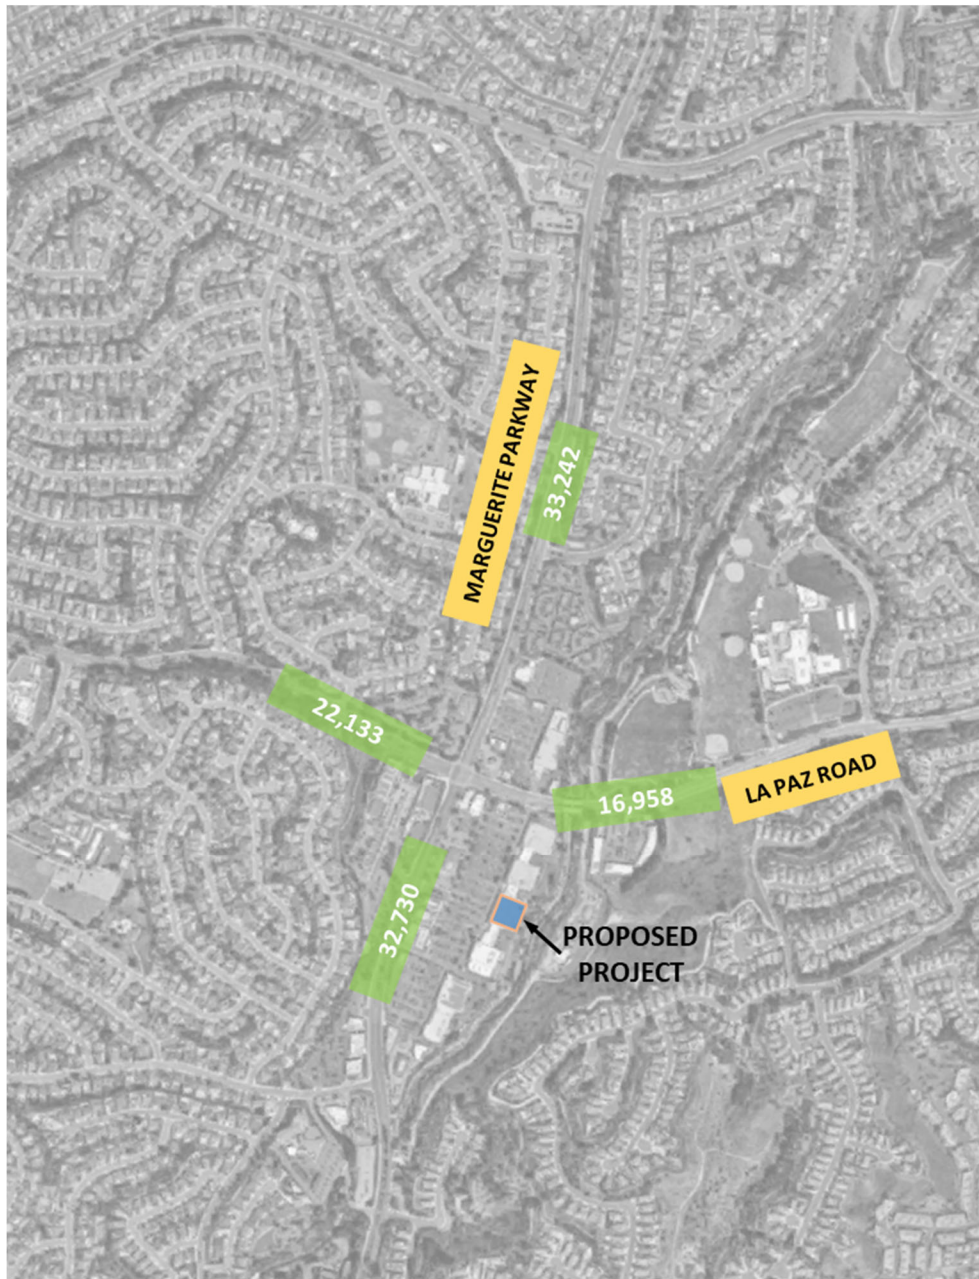 MARGUERITE PARKWAY
33,242
22,133
LA PAZ ROAD
16,958
32,730
PROPOSED
PROJECT